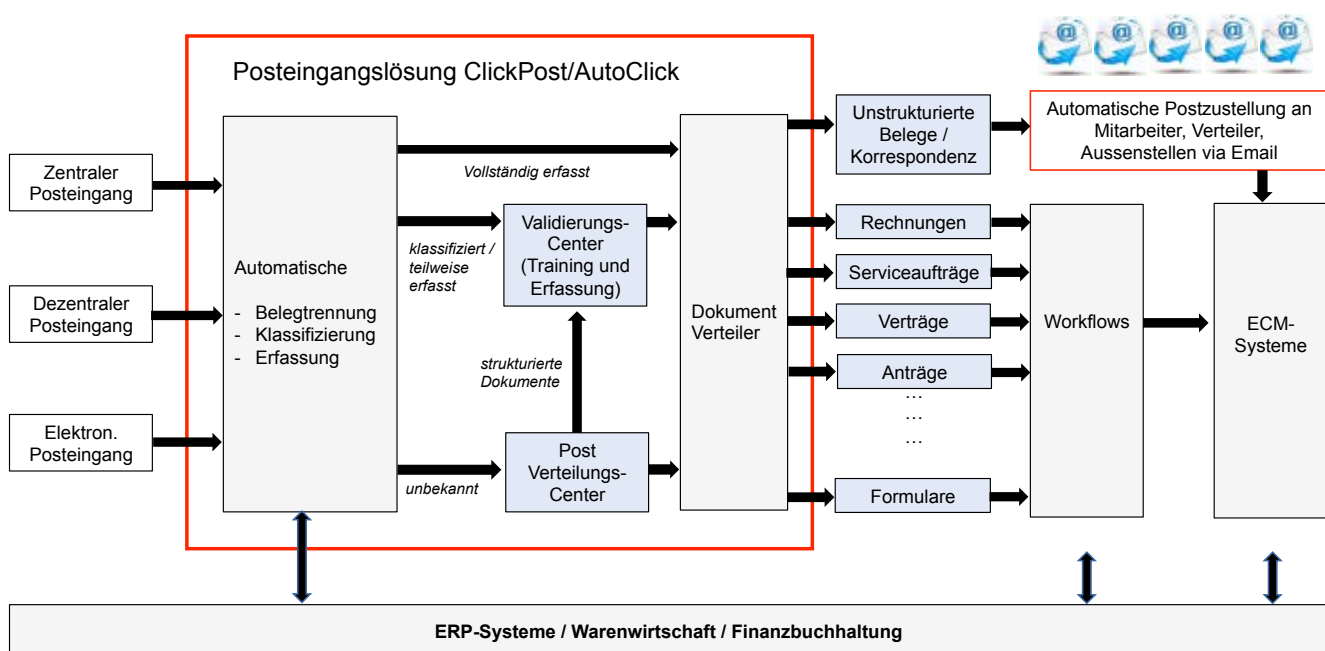 Posteingangslösung ClickPost/AutoClick
Zentraler
Posteingang
Dezentraler
Posteingang
Elektron.
Posteingang
Automatische
- Belegtrennung
- Klassifizierung
- Erfassung
Vollständig erfasst
klassifiziert /
teilweise
erfasst
unbekannt
Validierungs-
Center
(Training und
Erfassung)
strukturierte
Dokumente
Post
Verteilungs-
Center
Dokument
Verteiler
Unstrukturierte
Belege /
Korrespondenz
Rechnungen
Serviceaufträge
Verträge
Anträge
…
…
…
Formulare
@ @ @ @ @
Automatische Postzustellung an
Mitarbeiter, Verteiler,
Aussenstellen via Email
Workflows
ECM-
Systeme
ERP-Systeme / Warenwirtschaft / Finanzbuchhaltung